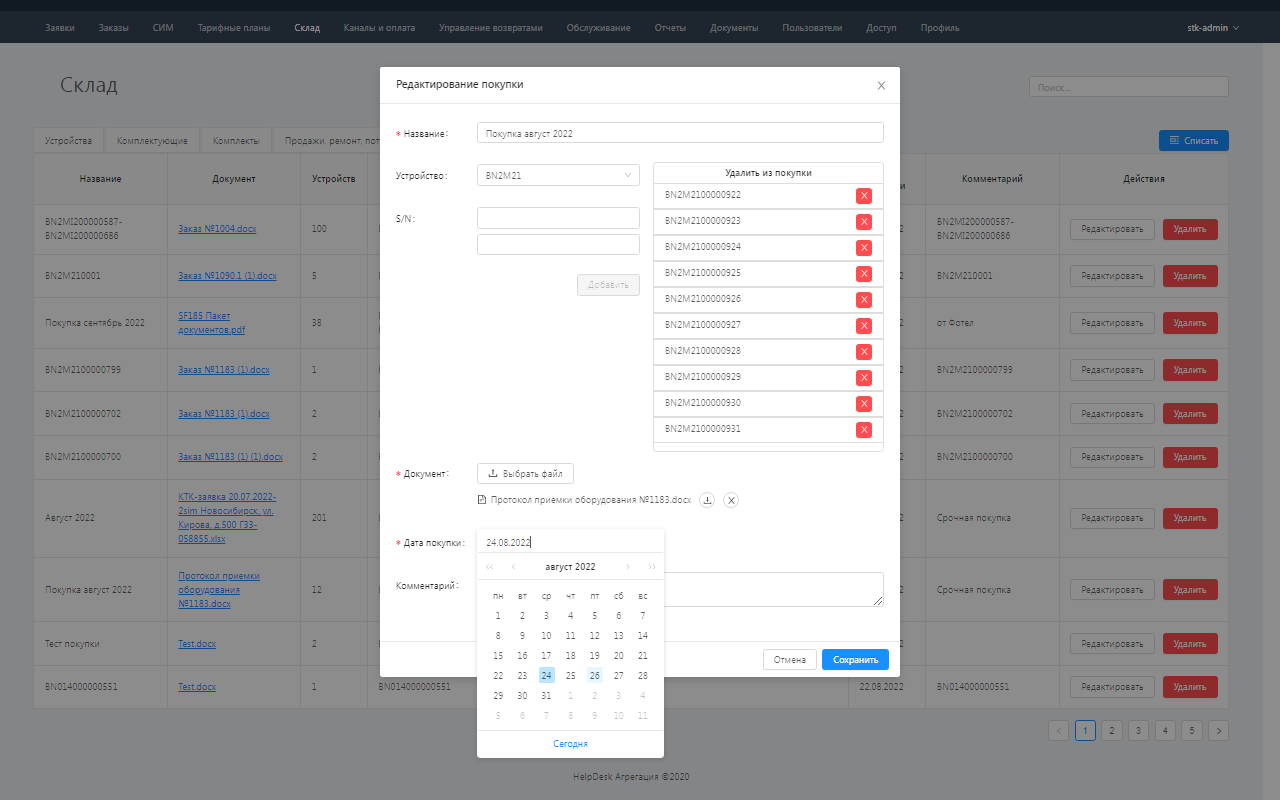 Заявки Заказы СИМ Тарифные планы Склад Каналы и оплата Управление возвратами Обслуживание Отчеты Документы Пользователи Доступ Профиль stk-admin
Склад
Поиск...
Устройства Комплектующие Комплекты Продажи, ремонт, пот
Списать
Название Документ Устройств Комментарий Действия
BN2MI200000587-
BN2MI200000686
Заказ №1004.docx
100
BN2MI200000587-
BN2MI200000686
Редактировать Удалить
BN2M210001 Заказ №1090.1 (1).docx 5 BN2M210001 Редактировать Удалить
Покупка сентябрь 2022
SF185 Пакет
документов.pdf
38 от Фотел Редактировать Удалить
BN2M2100000799 Заказ №1183 (1).docx 1 BN2M2100000799 Редактировать Удалить
BN2M2100000702 Заказ №1183 (1).docx 2 BN2M2100000702 Редактировать Удалить
BN2M2100000700 Заказ №1183 (1) (1).docx 2 BN2M2100000700 Редактировать Удалить
Август 2022
КТК-заявка 20.07.2022-
2sim Новосибирск, ул.
Кирова, д.500 ГЗЗ-
058855.xlsx
201 Срочная покупка Редактировать Удалить
Покупка август 2022
Протокол приемки
оборудования
№1183.docx
12 Срочная покупка Редактировать Удалить
Тест покупки Test.docx 2 Редактировать Удалить
BN014000000551 Test.docx 1 BN014000000551 22.08.2022 BN014000000551 Редактировать Удалить
1 2 3 4 5
HelpDesk Агрегация ©2020
Редактирование покупки
* Название: Покупка август 2022
Устройство: BN2M21
S/N:
Добавить
Удалить из покупки
BN2M2100000922
BN2M2100000923
BN2M2100000924
BN2M2100000925
BN2M2100000926
BN2M2100000927
BN2M2100000928
BN2M2100000929
BN2M2100000930
BN2M2100000931
* Документ: Выбрать файл
Протокол приемки оборудования №1183.docx
* Дата покупки: 24.08.2022
Комментарий:
август 2022
пн вт ср чт пт сб вс
1 2 3 4 5 6 7
8 9 10 11 12 13 14
15 16 17 18 19 20 21
22 23 24 25 26 27 28
29 30 31 1 2 3 4
5 6 7 8 9 10 11
Сегодня
Отмена Сохранить